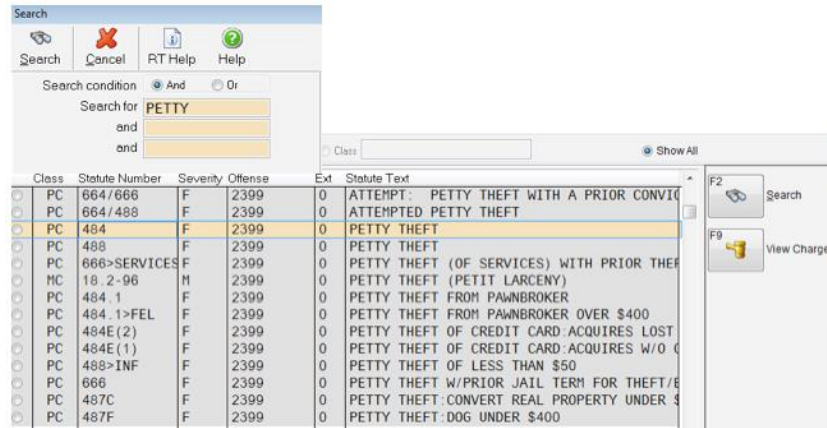 Search
Search Cancel RT Help Help
Search condition And Or
Search for PETTY
and
and
Class Show All
Class Statute Number Severity Offense Ext Statute Text
PC 664/666 F 2399 0 ATTEMPT: PETTY THEFT WITH A PRIOR CONVIC
PC 664/488 F 2399 0 ATTEMPTED PETTY THEFT
PC 484 F 2399 0 PETTY THEFT
PC 488 F 2399 0 PETTY THEFT
PC 666>SERVICES F 2399 0 PETTY THEFT (OF SERVICES) WITH PRIOR THEF
MC 18.2-96 M 2399 0 PETTY THEFT (PETIT LARCENY)
PC 484.1 F 2399 0 PETTY THEFT FROM PAWNBROKER
PC 484.1>FEL F 2399 0 PETTY THEFT FROM PAWNBROKER OVER $400
PC 484E(2) F 2399 0 PETTY THEFT OF CREDIT CARD:ACQUIRES LOST
PC 484E(1) F 2399 0 PETTY THEFT OF CREDIT CARD:ACQUIRES W/O
PC 488>INF F 2399 0 PETTY THEFT OF LESS THAN $50
PC 666 F 2399 0 PETTY THEFT W/PRIOR JAIL TERM FOR THEFT/
PC 487C F 2399 0 PETTY THEFT:CONVERT REAL PROPERTY UNDER $
PC 487F F 2399 0 PETTY THEFT:DOG UNDER $400
F2
Search
F9
View Charge